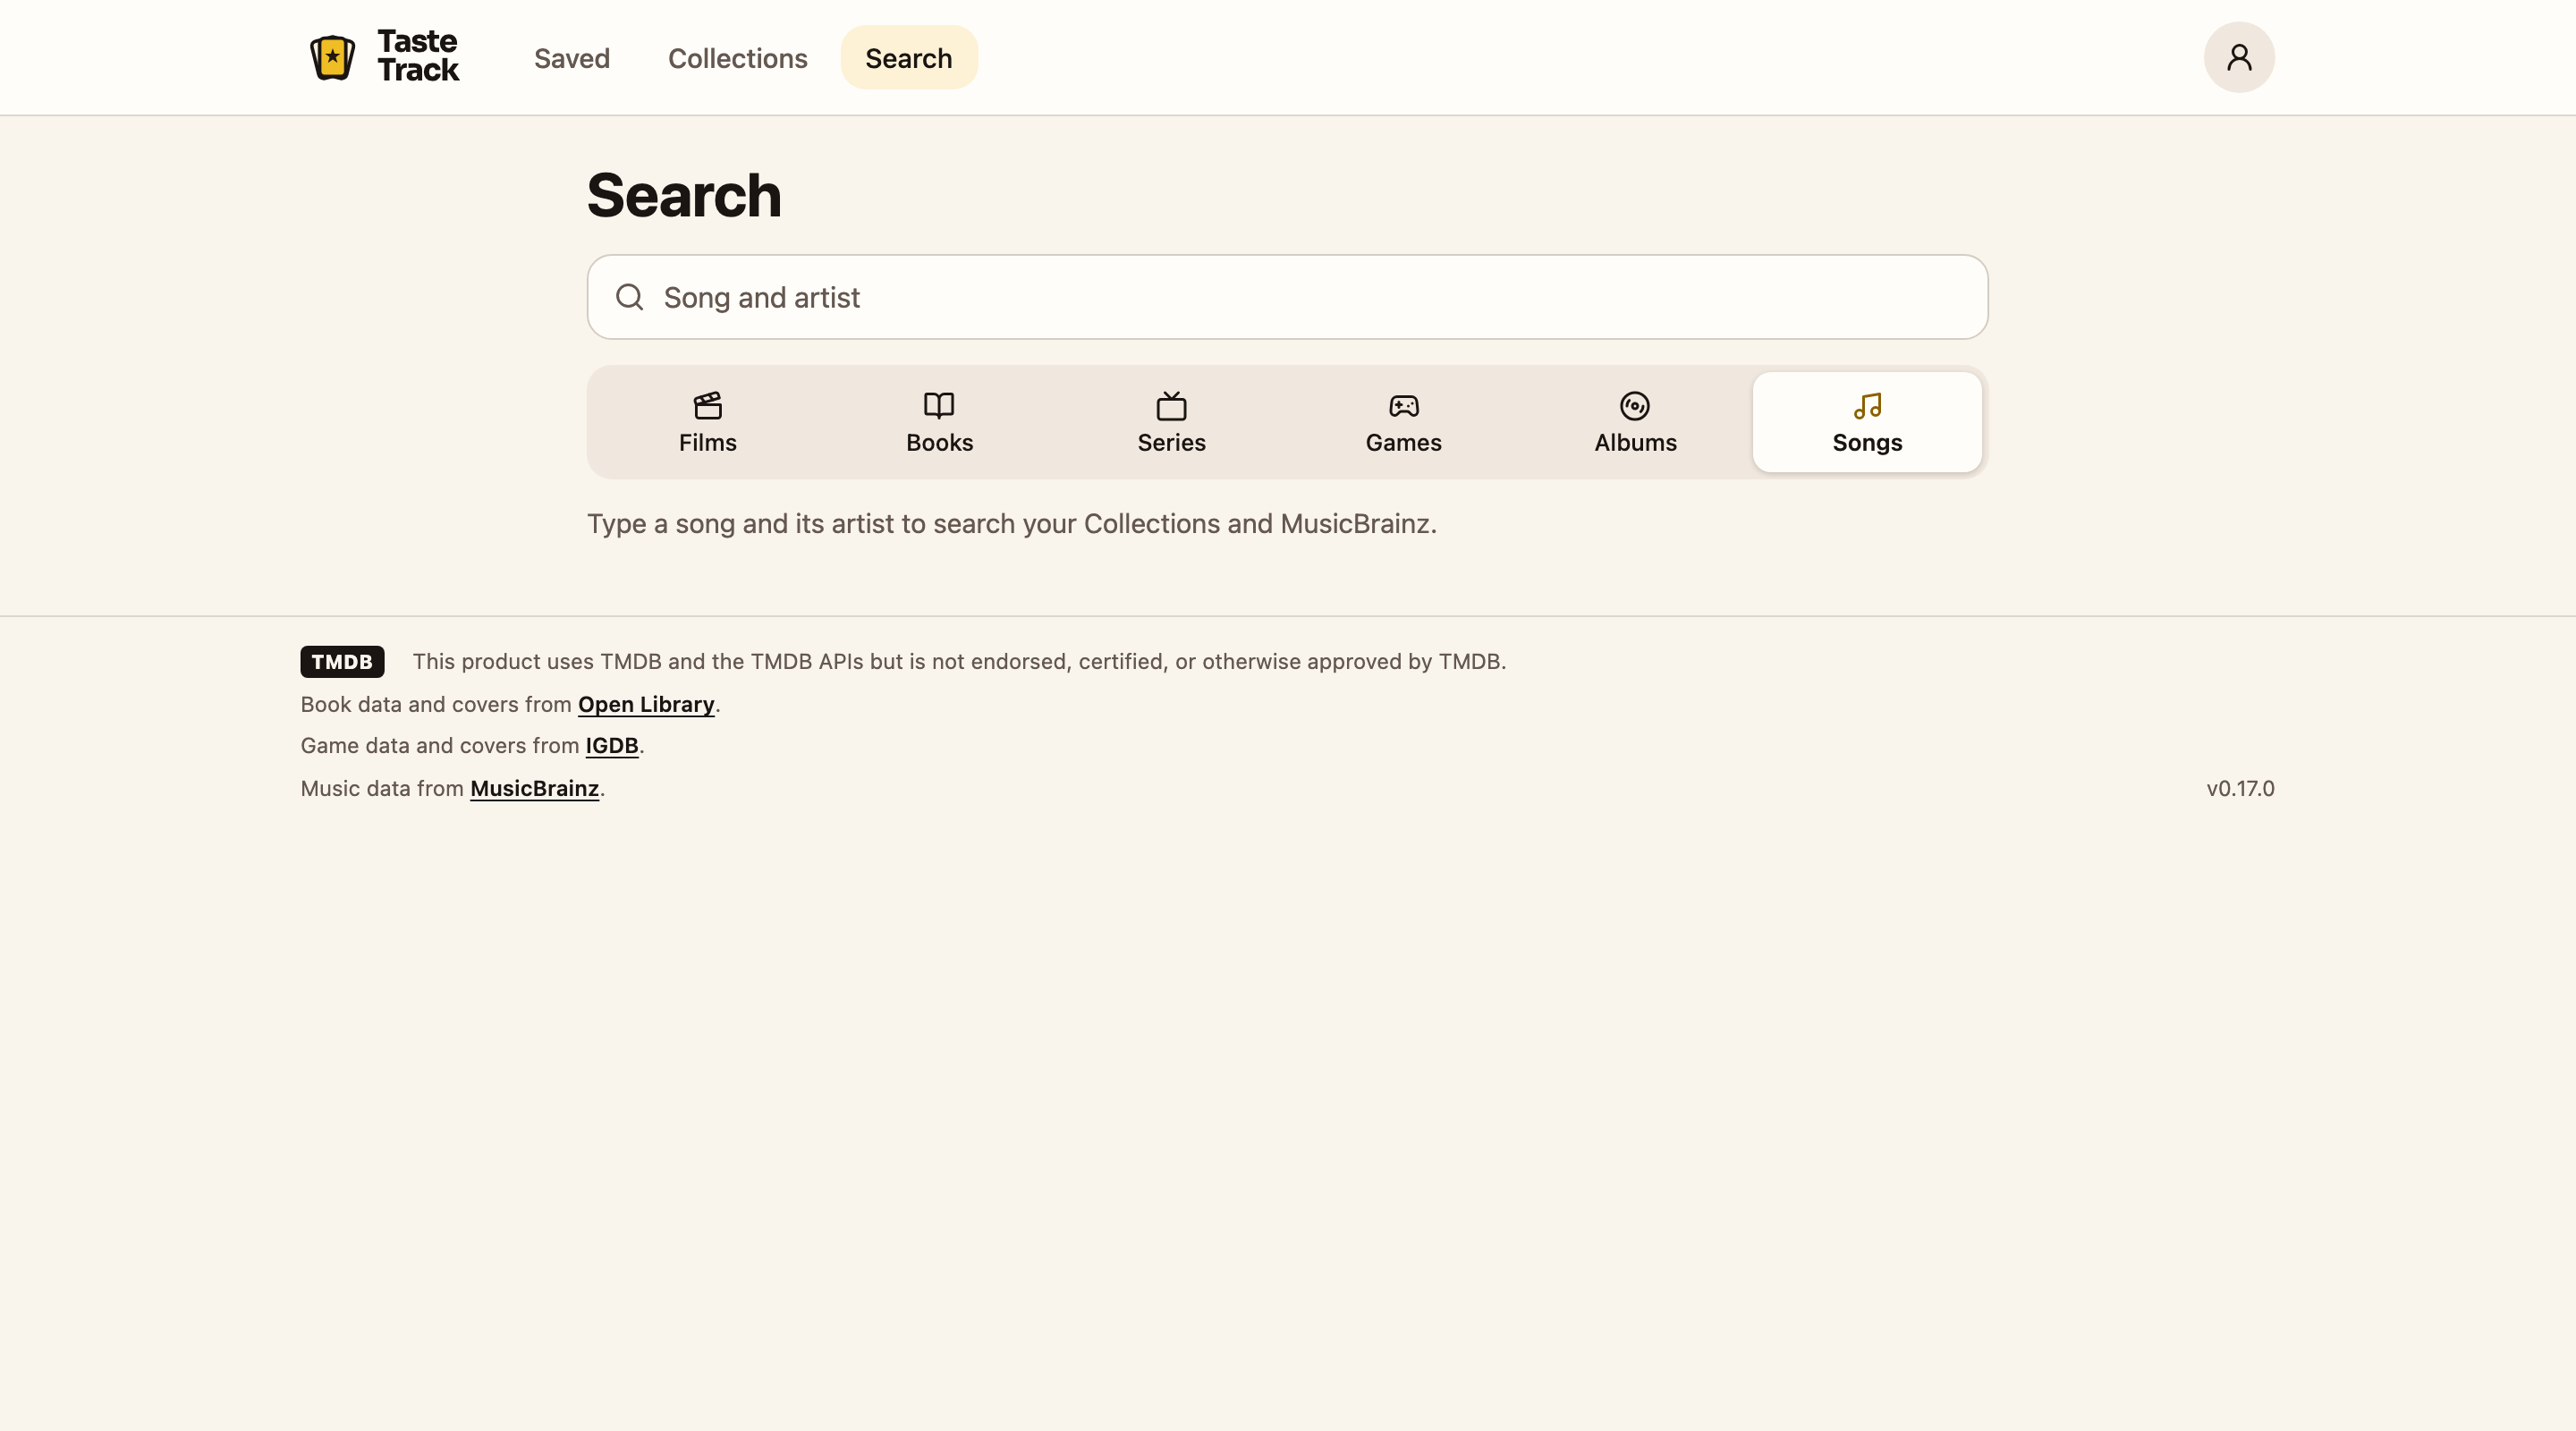 Taste
Track
Saved
Collections
Search
Search
Song and artist
Films
Books
Series
Games
Albums
Songs
Type a song and its artist to search your Collections and MusicBrainz.
TMDB This product uses TMDB and the TMDB APIs but is not endorsed, certified, or otherwise approved by TMDB.
Book data and covers from Open Library.
Game data and covers from IGDB.
Music data from MusicBrainz.
v0.17.0